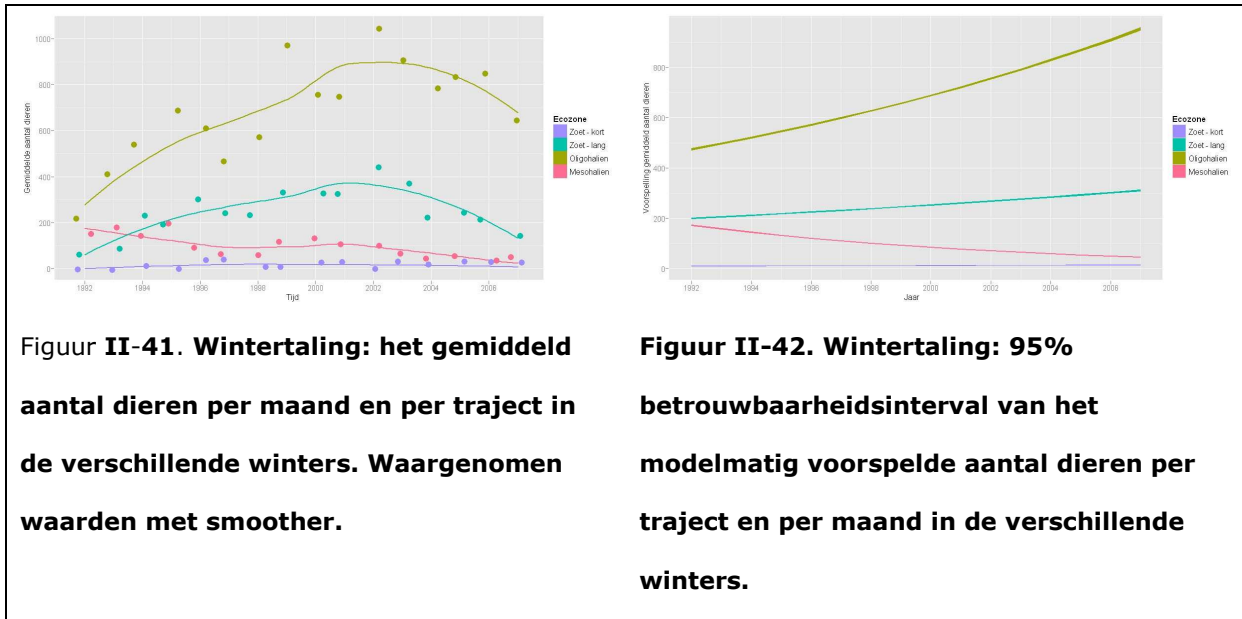 1000
800
600
400
200
0
Gemiddelde aantal dieren
1992 1994 1996 1998 2000 2002 2004 2006
Tijd
Ecozone
Zoet - kort
Zoet - lang
Oligohalien
Mesohalien
800
600
400
200
0
Voorspelling gemiddeld aantal dieren
1992 1994 1996 1998 2000 2002 2004 2006
Jaar
Ecozone
Zoet - kort
Zoet - lang
Oligohalien
Mesohalien
Figuur II-41. Wintertaling: het gemiddeld
aantal dieren per maand en per traject in
de verschillende winters. Waargenomen
waarden met smoother.
Figuur II-42. Wintertaling: 95%
betrouwbaarheidsinterval van het
modelmatig voorspelde aantal dieren per
traject en per maand in de verschillende
winters.